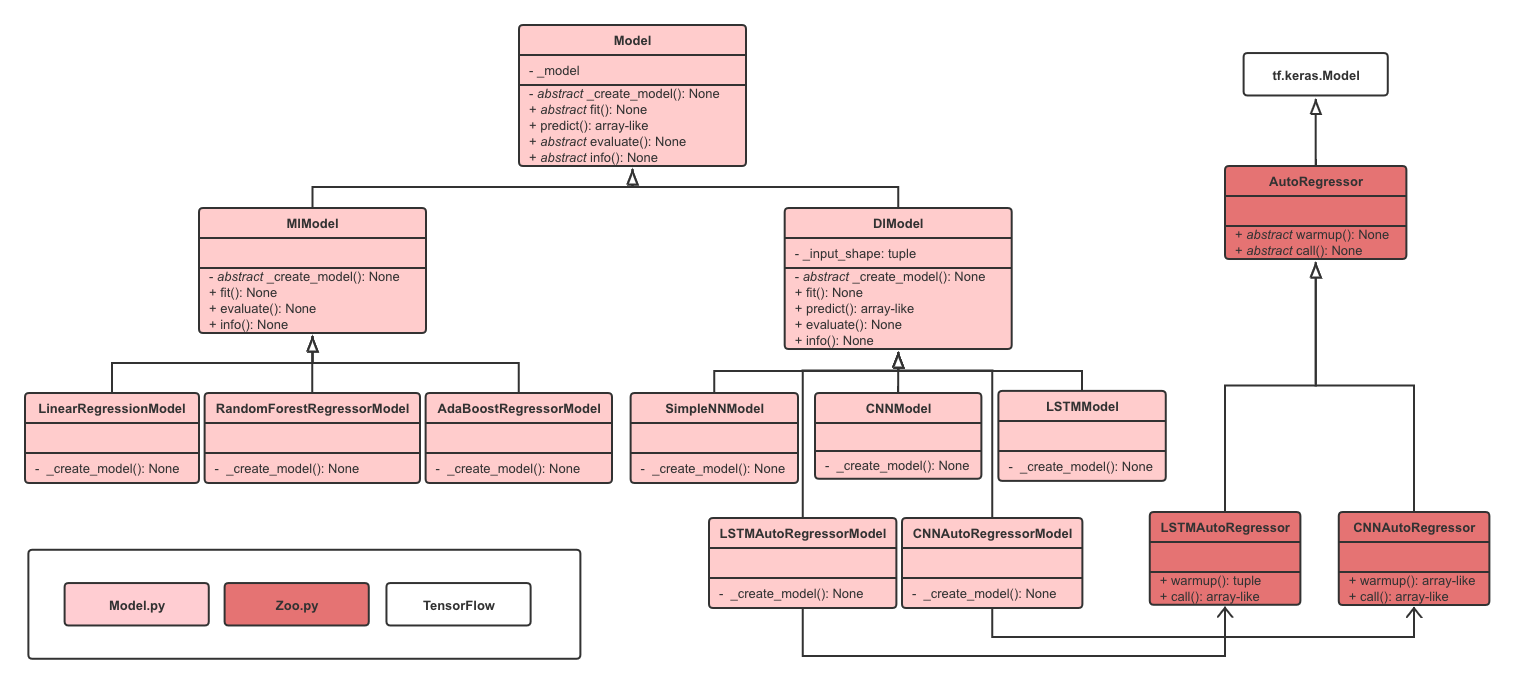 Model
- _model
- abstract _create_model(): None
+ abstract fit(): None
+ predict(): array-like
+ abstract evaluate(): None
+ abstract info(): None
tf.keras.Model
AutoRegressor
+ abstract warmup(): None
+ abstract call(): None
MlModel
- abstract _create_model(): None
+ fit(): None
+ evaluate(): None
+ info(): None
DlModel
- _input_shape: tuple
- abstract _create_model(): None
+ fit(): None
+ predict(): array-like
+ evaluate(): None
+ info(): None
LinearRegressionModel
- _create_model(): None
RandomForestRegressorModel
- _create_model(): None
AdaBoostRegressorModel
- _create_model(): None
SimpleNNModel
- _create_model(): None
CNNModel
- _create_model(): None
LSTMModel
- _create_model(): None
LSTMAutoRegressorModel
- _create_model(): None
CNNAutoRegressorModel
- _create_model(): None
LSTMAutoRegressor
+ warmup(): tuple
+ call(): array-like
CNNAutoRegressor
+ warmup(): array-like
+ call(): array-like
Model.py
Zoo.py
TensorFlow